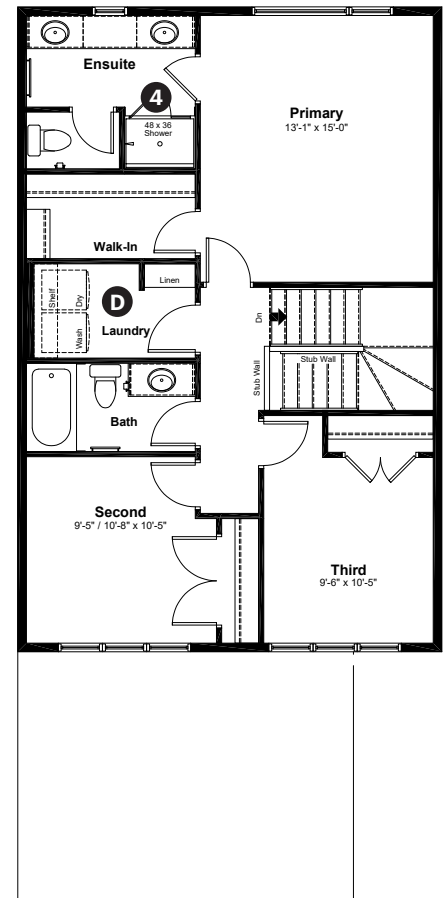 Ensuite
4
48 x 36
Shower
Primary
13'-1" x 15'-0"
Walk-In
Linen
Shelf
Dry
D
Wash
Laundry
Dn
Stub Wall
Stub Wall
Bath
Second
9'-5" / 10'-8" x 10'-5"
Third
9'-6" x 10'-5"